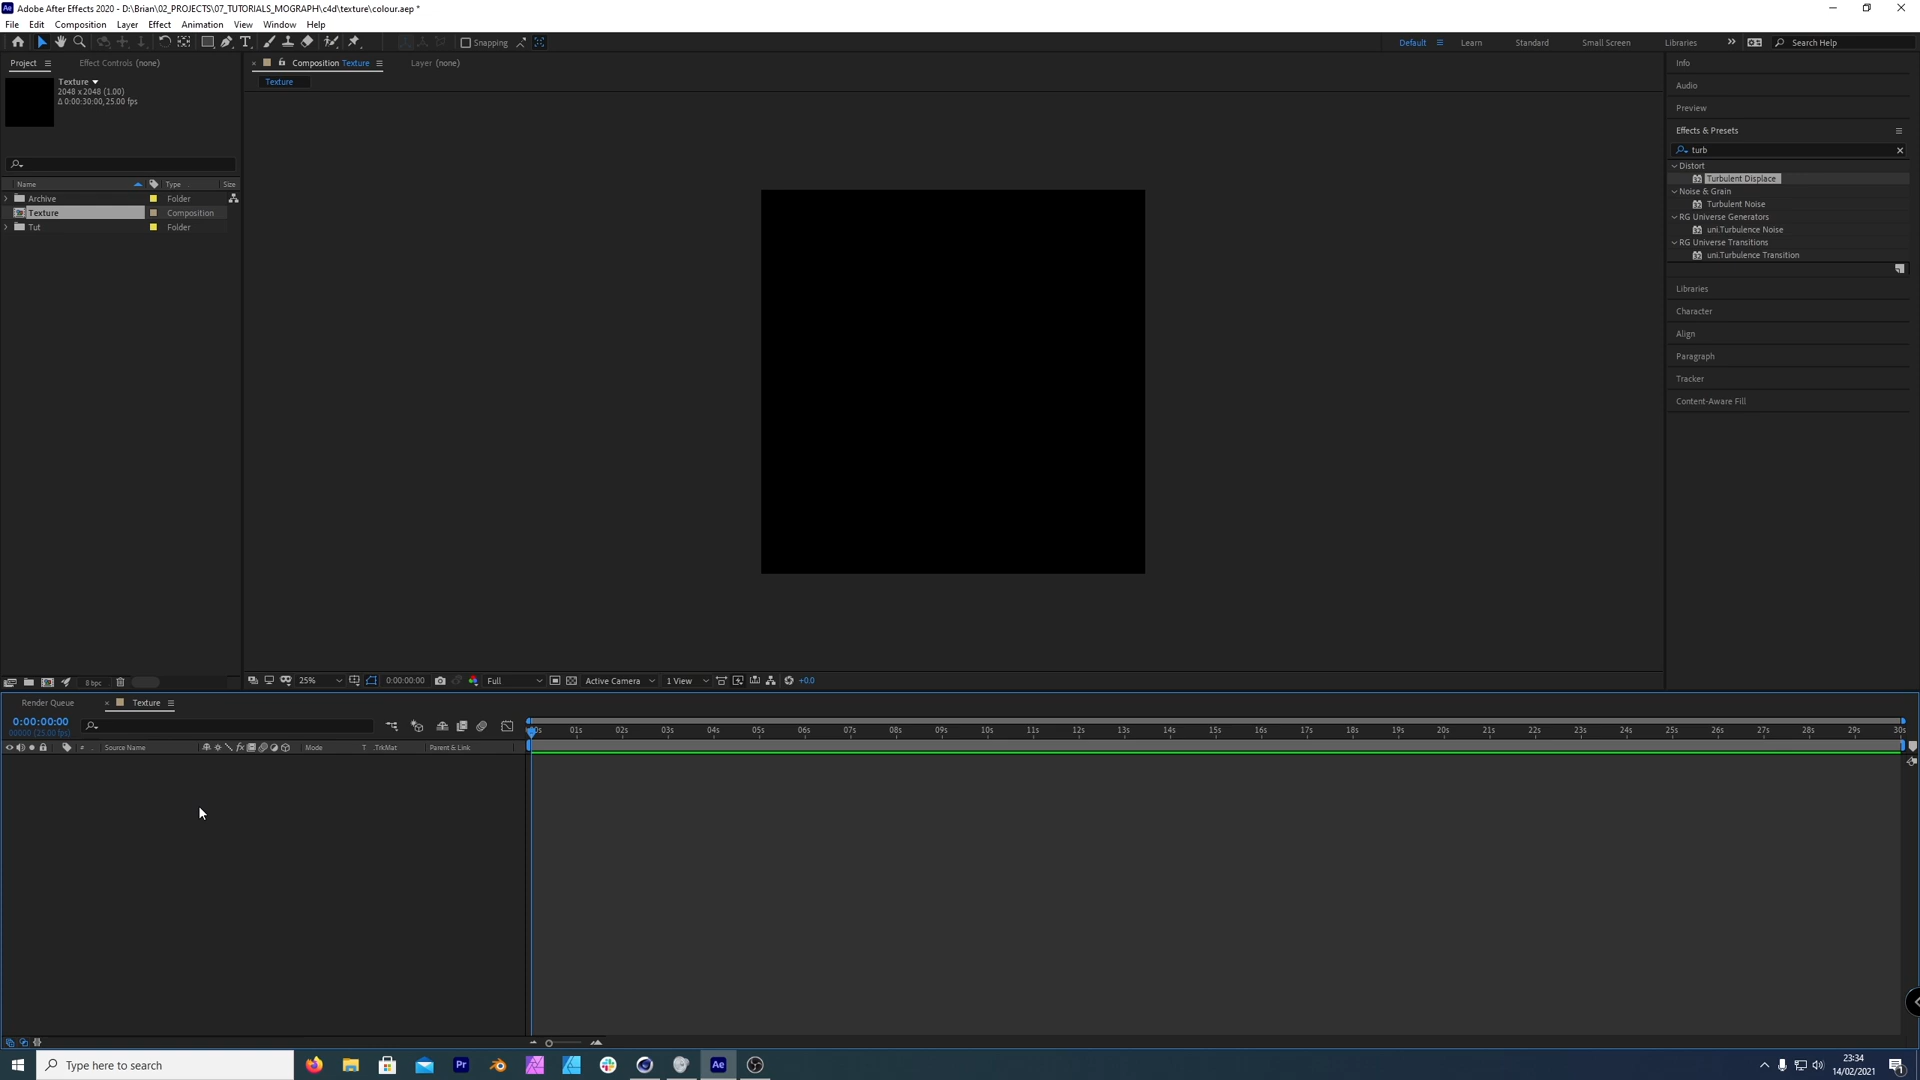 Adobe After Effects 2020 - D:\Brian\02_PROJECTS\07_TUTORIALS_MOGRAPH\c4d\texture\colour.aep *
File Edit Composition Layer Effect Animation View Window Help
Snapping
Default Learn Standard Small Screen Libraries Search Help
Project Effect Controls (none)
Composition Texture Layer (none)
Texture
Texture
2048 x 2048 (1.00)
Δ 0:00:30:00, 25.00 fps
Name Type Size
Archive Folder
Texture Composition
Tut Folder
8 bpc
25% 0:00:00:00 Full Active Camera 1 View +0.0
Info
Audio
Preview
Effects & Presets
turb
Distort
Turbulent Displace
Noise & Grain
Turbulent Noise
RG Universe Generators
uni.Turbulence Noise
RG Universe Transitions
uni.Turbulence Transition
Libraries
Character
Align
Paragraph
Tracker
Content-Aware Fill
Render Queue Texture
0:00:00:00
00000 (25.00 fps)
# Source Name fx Mode T .TrkMat Parent & Link
01s 02s 03s 04s 05s 06s 07s 08s 09s 10s 11s 12s 13s 14s 15s 16s 17s 18s 19s 20s 21s 22s 23s 24s 25s 26s 27s 28s 29s 30s
Type here to search
Pr
Ae
23:34
14/02/2021